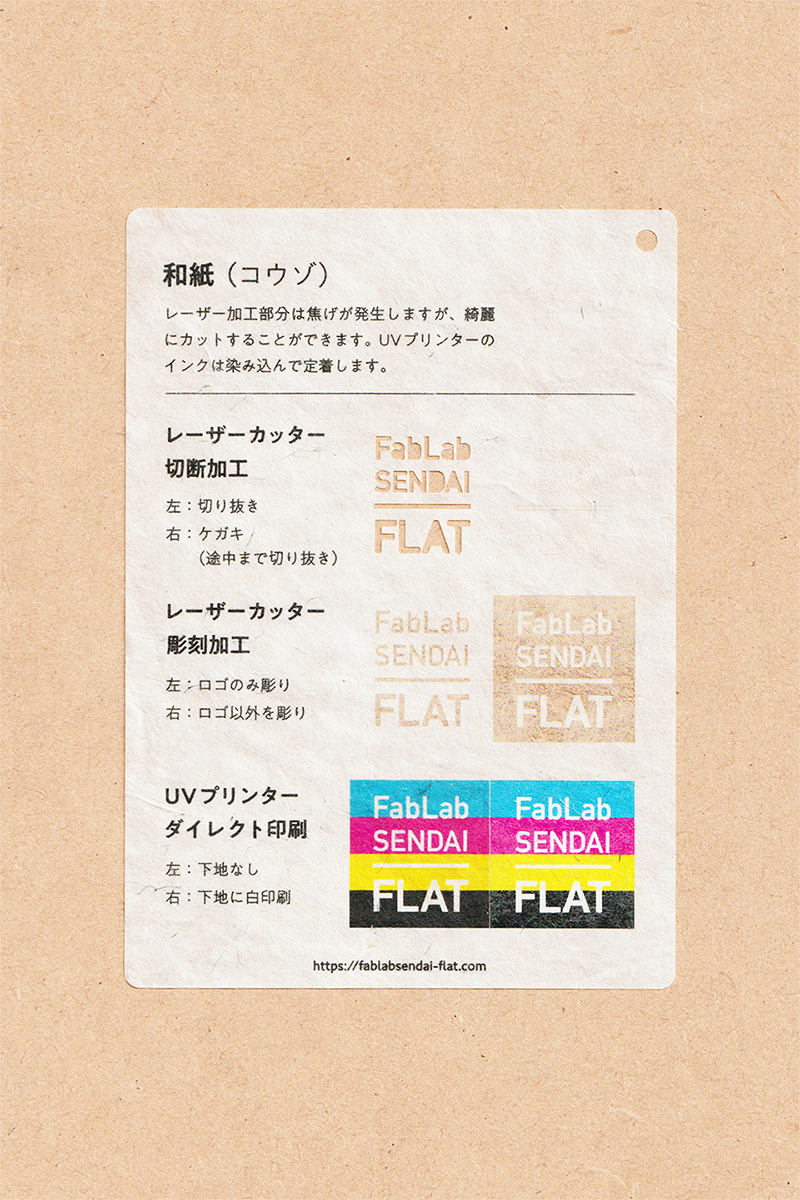 和紙（コウゾ）
レーザー加工部分は焦げが発生しますが、綺麗
にカットすることができます。UVプリンターの
インクは染み込んで定着します。
レーザーカッター
切断加工
左：切り抜き
右：ケガキ
（途中まで切り抜き）
FabLab
SENDAI
FLAT
レーザーカッター
彫刻加工
左：ロゴのみ彫り
右：ロゴ以外を彫り
FabLab
SENDAI
FLAT
FabLab
SENDAI
FLAT
UVプリンター
ダイレクト印刷
左：下地なし
右：下地に白印刷
FabLab
SENDAI
FLAT
FabLab
SENDAI
FLAT
https://fablabsendai-flat.com